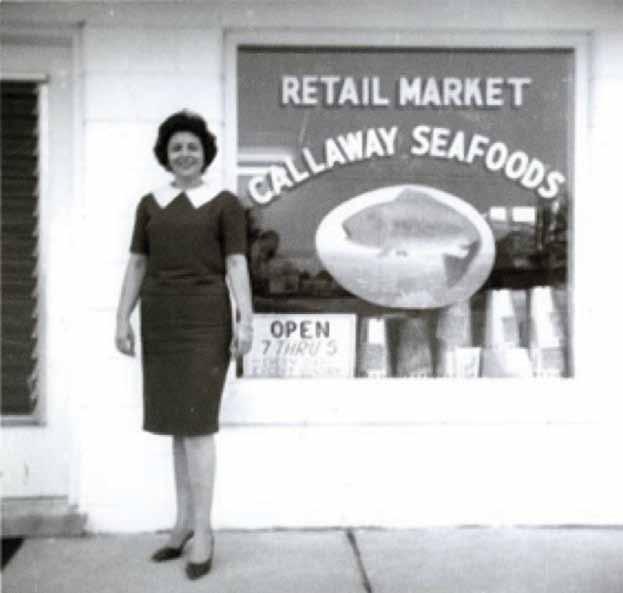 RETAIL MARKET
CALLAWAY SEAFOODS
OPEN
7 THRU 5